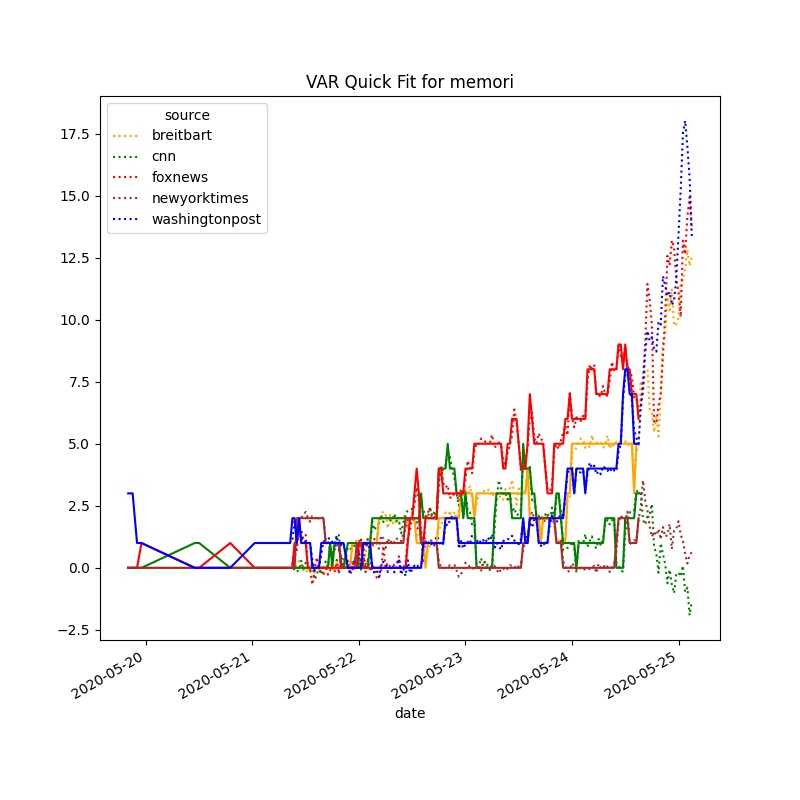 VAR Quick Fit for memori
source
breitbart
cnn
foxnews
newyorktimes
washingtonpost
17.5
15.0
12.5
10.0
7.5
5.0
2.5
0.0
−2.5
2020-05-20
2020-05-21
2020-05-22
2020-05-23
2020-05-24
2020-05-25
date